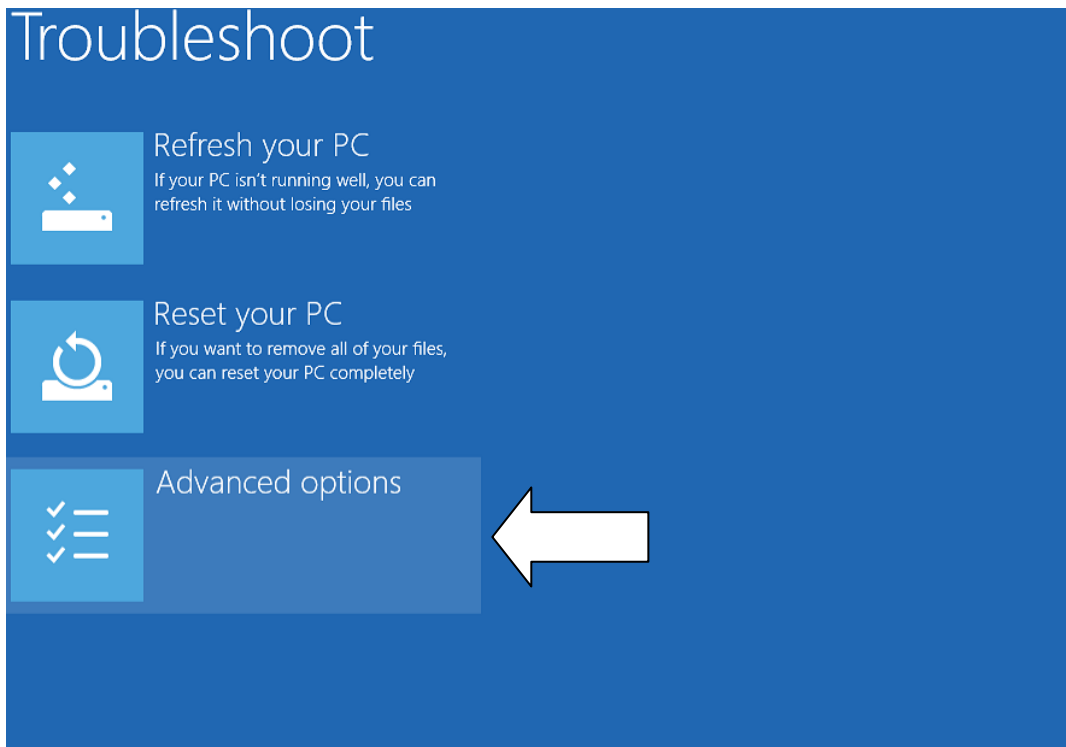 Troubleshoot
Refresh your PC
If your PC isn't running well, you can
refresh it without losing your files
Reset your PC
If you want to remove all of your files,
you can reset your PC completely
Advanced options